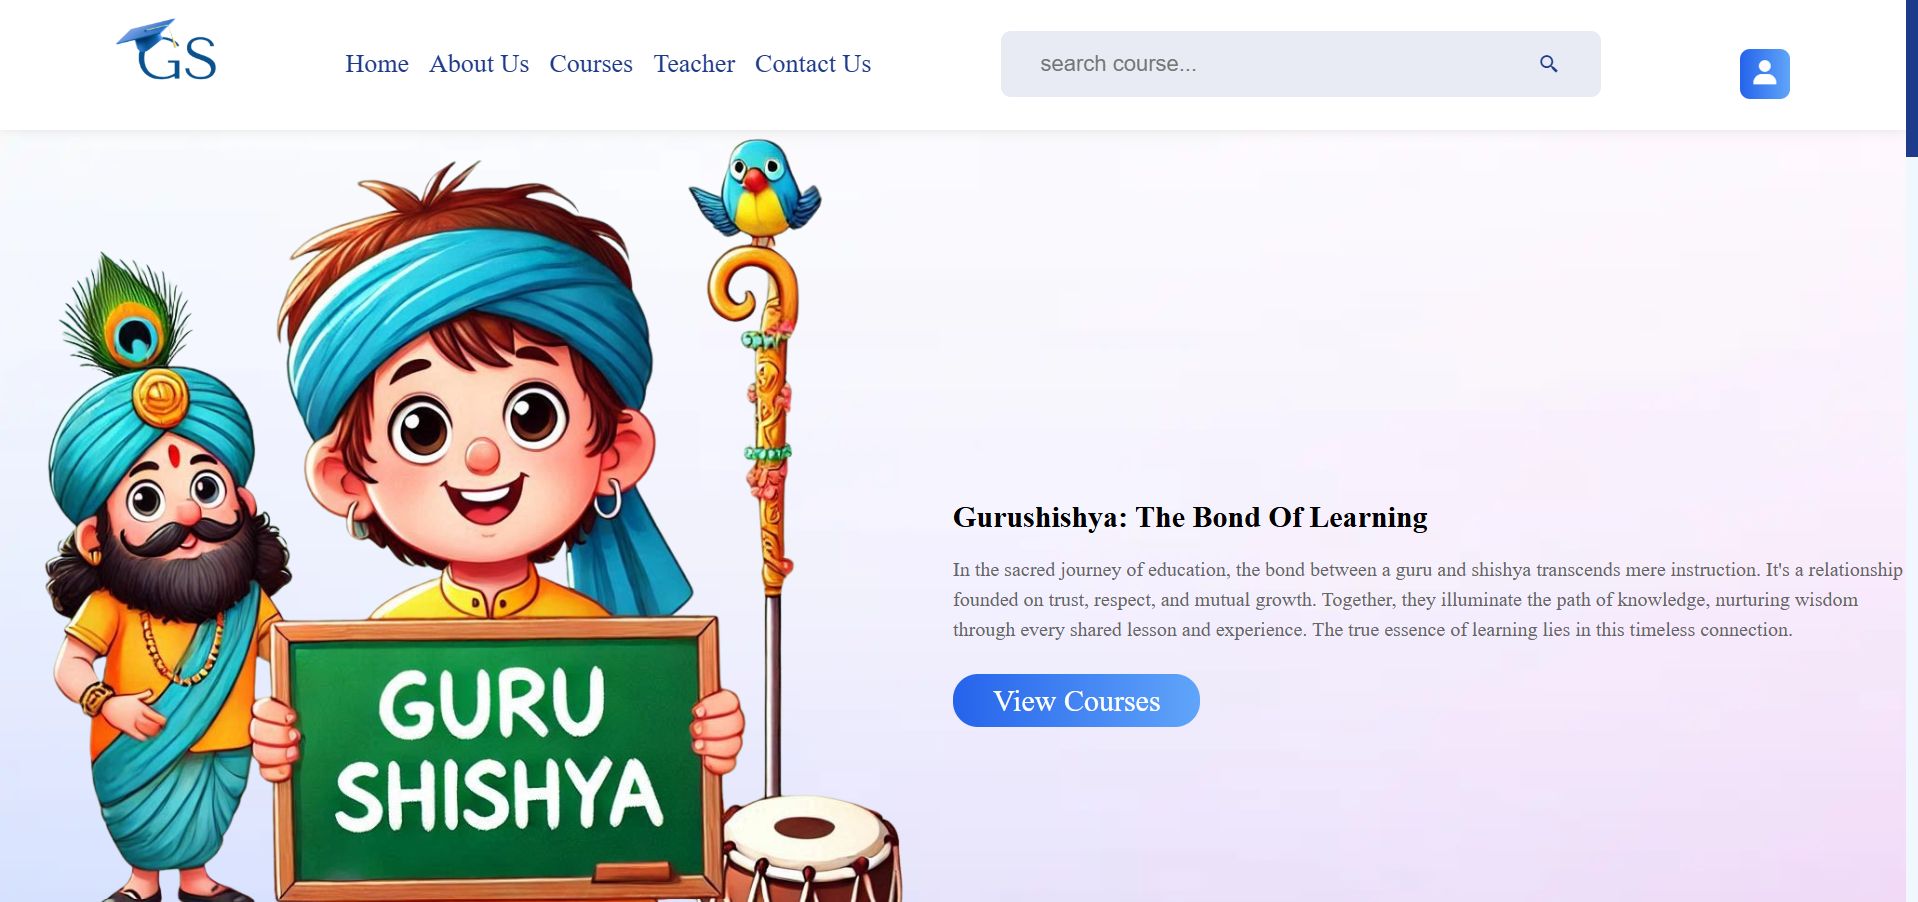 GS
Home About Us Courses Teacher Contact Us
search course...
GURU
SHISHYA
Gurushishya: The Bond Of Learning
In the sacred journey of education, the bond between a guru and shishya transcends mere instruction. It's a relationship
founded on trust, respect, and mutual growth. Together, they illuminate the path of knowledge, nurturing wisdom
through every shared lesson and experience. The true essence of learning lies in this timeless connection.
View Courses